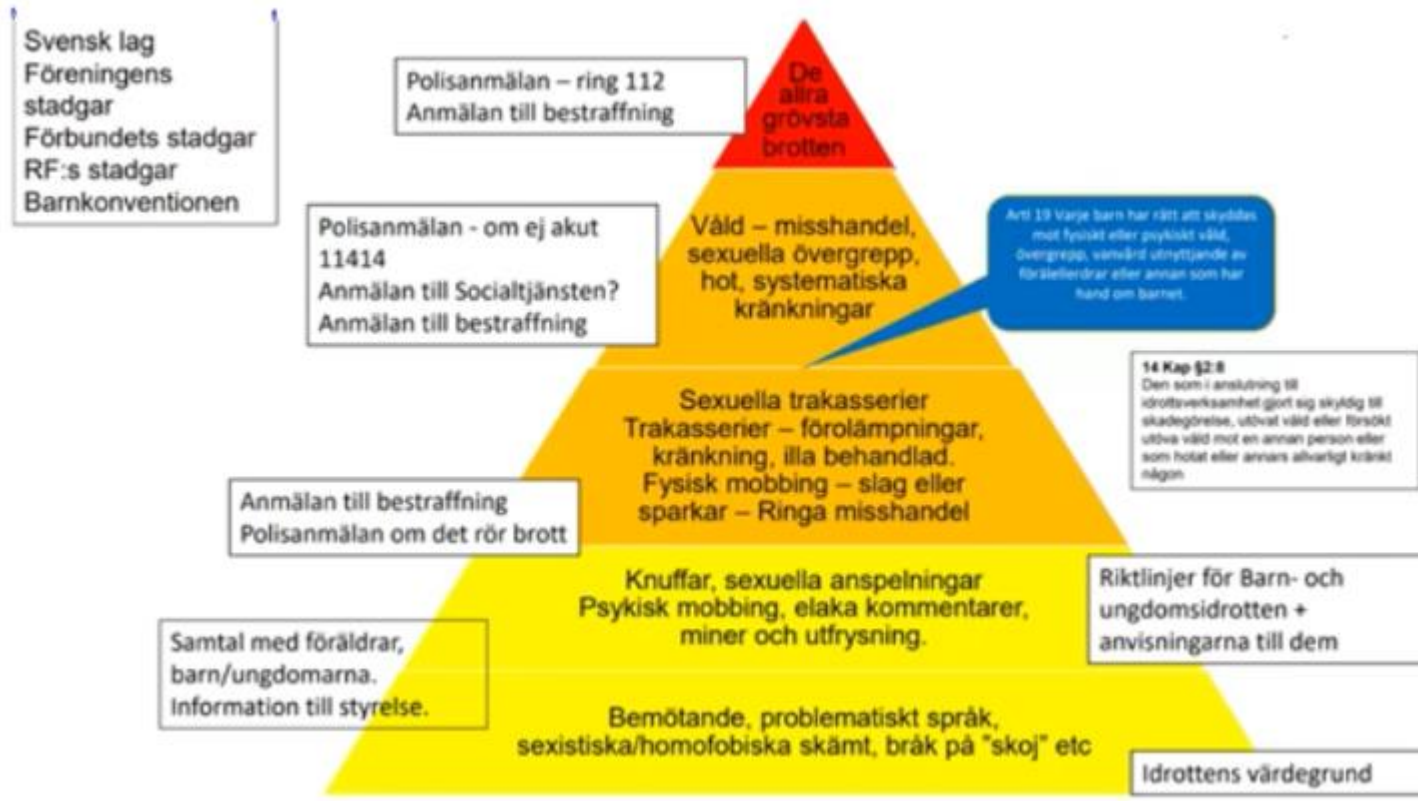 Svensk lag
Föreningens
stadgar
Förbundets stadgar
RF:s stadgar
Barnkonventionen
Polisanmälan – ring 112
Anmälan till bestraffning
De
allra
grövsta
brotten
Polisanmälan - om ej akut
11414
Anmälan till Socialtjänsten?
Anmälan till bestraffning
Våld – misshandel,
sexuella övergrepp,
hot, systematiska
kränkningar
Artl 19 Varje barn har rätt att skyddas
mot fysiskt eller psykiskt våld,
övergrepp, vanvård utnyttjande av
förälellerdrar eller annan som har
hand om barnet.
14 Kap §2:8
Den som i anslutning till
idrottsverksamhet gjort sig skyldig till
skadegörelse, utövat våld eller försökt
utöva våld mot en annan person eller
som hotat eller annars allvarligt kränkt
någon
Sexuella trakasserier
Trakasserier – förolämpningar,
kränkning, illa behandlad.
Fysisk mobbing – slag eller
sparkar – Ringa misshandel
Anmälan till bestraffning
Polisanmälan om det rör brott
Knuffar, sexuella anspelningar
Psykisk mobbing, elaka kommentarer,
miner och utfrysning.
Riktlinjer för Barn- och
ungdomsidrotten +
anvisningarna till dem
Samtal med föräldrar,
barn/ungdomarna.
Information till styrelse.
Bemötande, problematiskt språk,
sexistiska/homofobiska skämt, bråk på "skoj" etc
Idrottens värdegrund